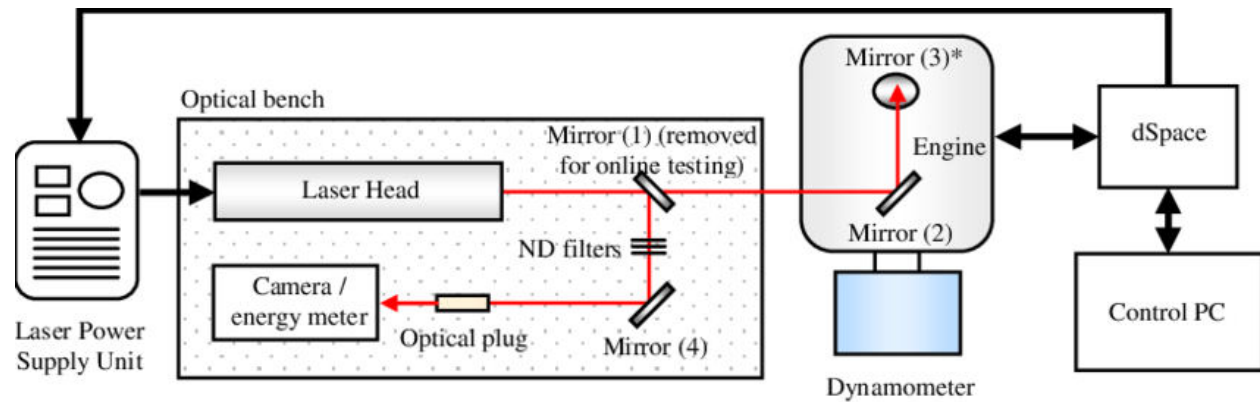 Optical bench
Mirror (1) (removed
for online testing)
Laser Head
ND filters
Camera /
energy meter
Optical plug
Mirror (4)
Laser Power
Supply Unit
Mirror (3)*
Engine
Mirror (2)
Dynamometer
dSpace
Control PC